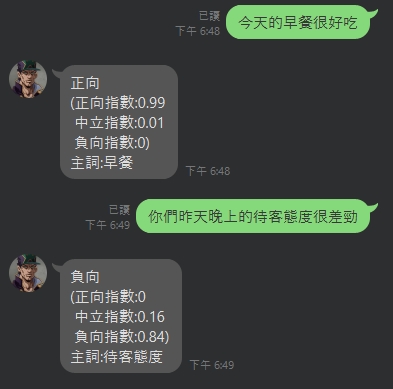 已讀
下午 6:48
今天的早餐很好吃
正向
(正向指數:0.99
中立指數:0.01
負向指數:0)
主詞:早餐
下午 6:48
已讀
下午 6:49
你們昨天晚上的待客態度很差勁
負向
(正向指數:0
中立指數:0.16
負向指數:0.84)
主詞:待客態度
下午 6:49